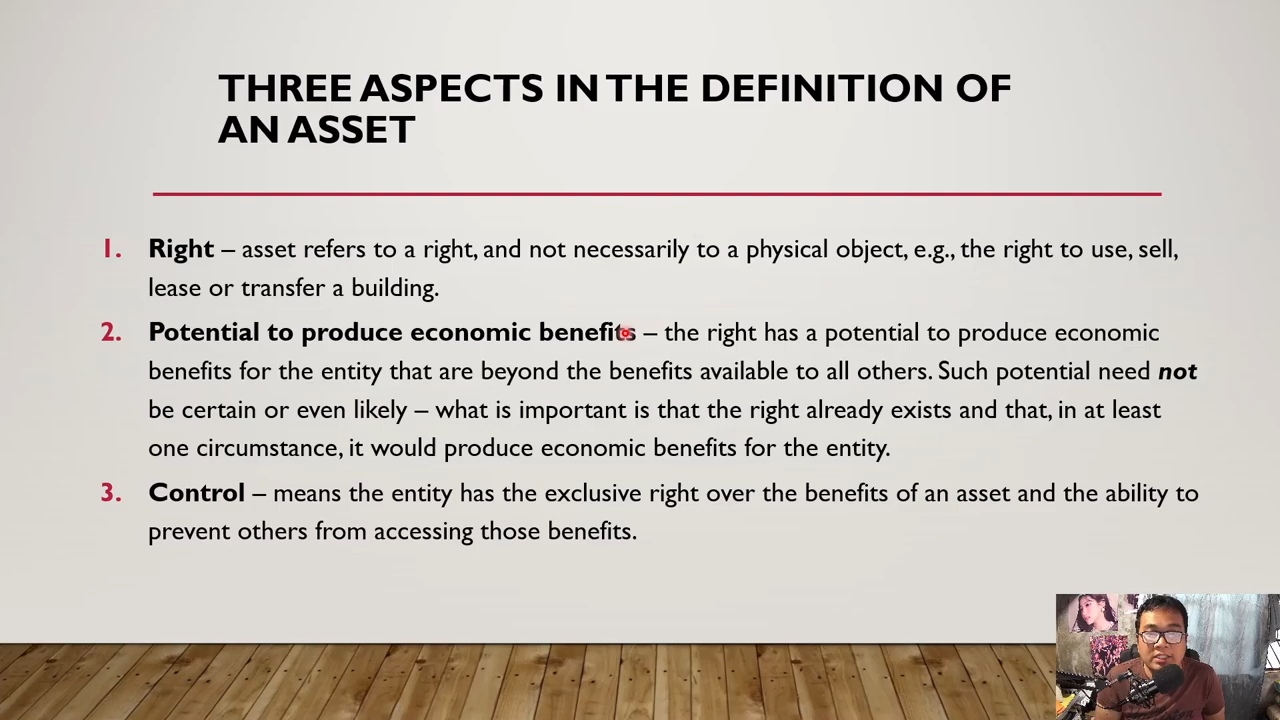 THREE ASPECTS IN THE DEFINITION OF
AN ASSET
1. Right – asset refers to a right, and not necessarily to a physical object, e.g., the right to use, sell,
lease or transfer a building.
2. Potential to produce economic benefits – the right has a potential to produce economic
benefits for the entity that are beyond the benefits available to all others. Such potential need not
be certain or even likely – what is important is that the right already exists and that, in at least
one circumstance, it would produce economic benefits for the entity.
3. Control – means the entity has the exclusive right over the benefits of an asset and the ability to
prevent others from accessing those benefits.